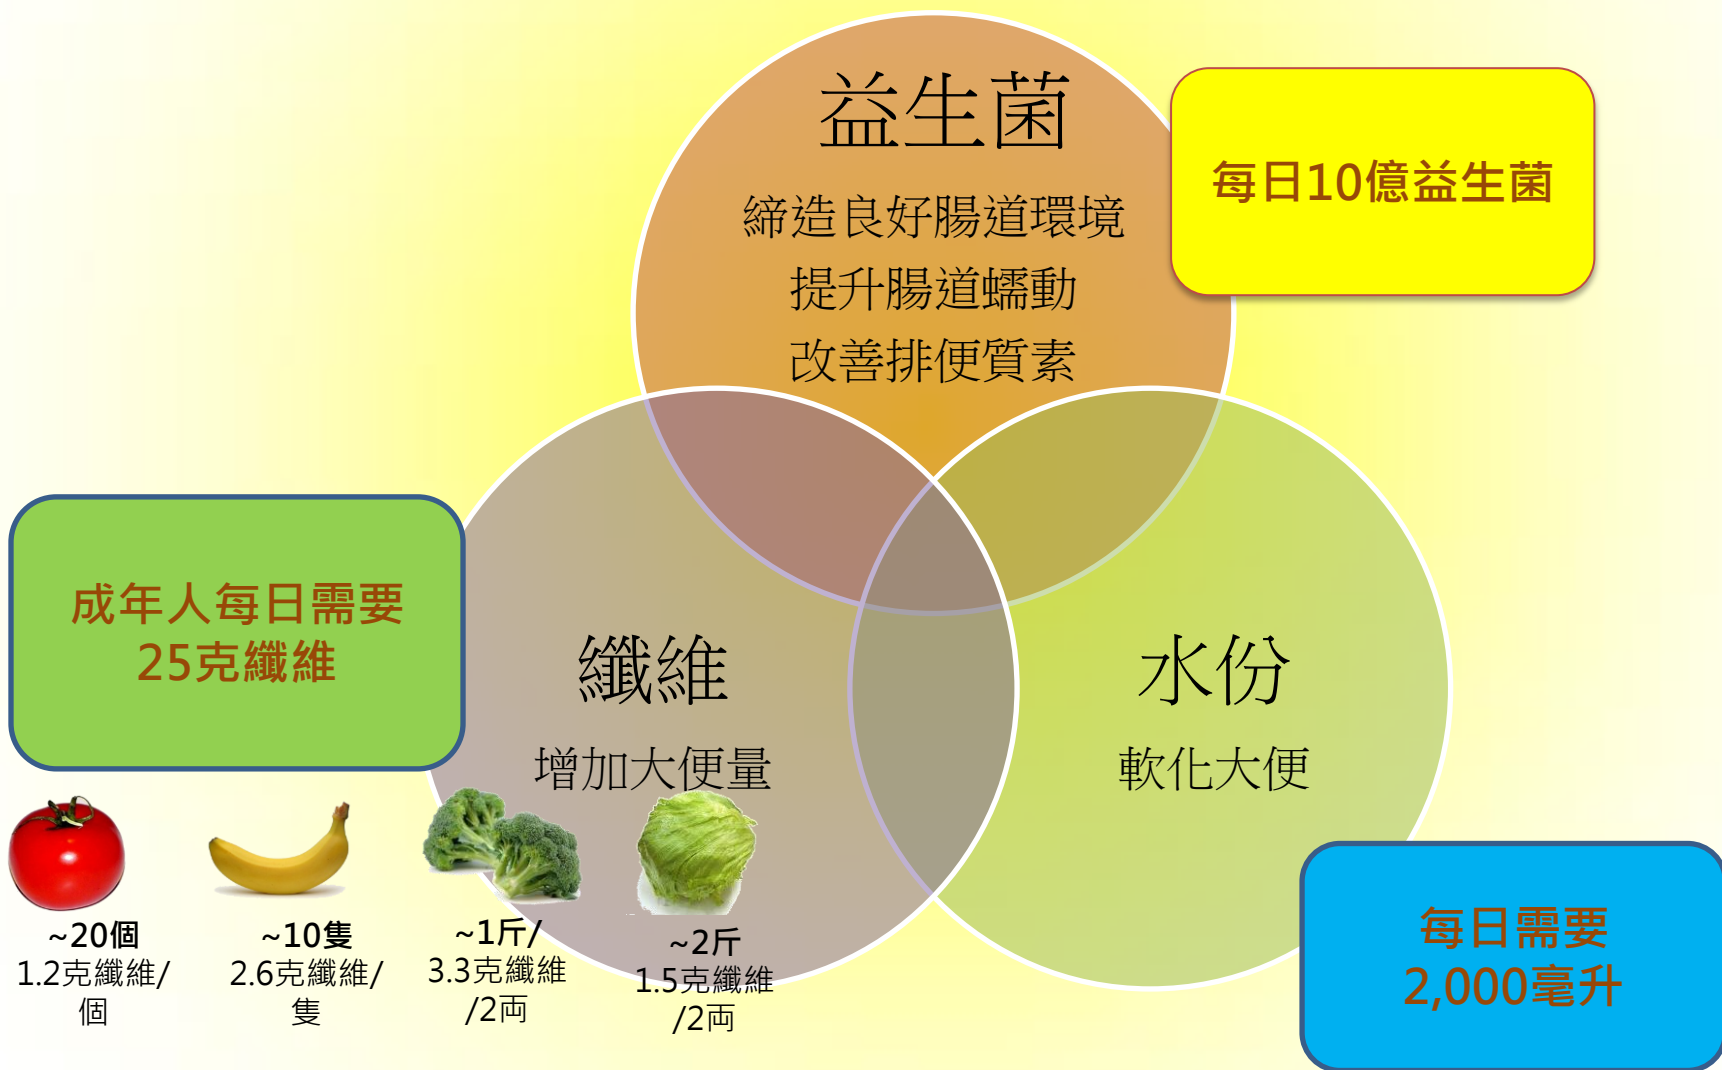 益生菌
締造良好腸道環境
提升腸道蠕動
改善排便質素
每日10億益生菌
成年人每日需要
25克纖維
纖維
增加大便量
水份
軟化大便
~20個
1.2克纖維/
個
~10隻
2.6克纖維/
隻
~1斤/
3.3克纖維
/2両
~2斤
1.5克纖維
/2両
每日需要
2,000毫升